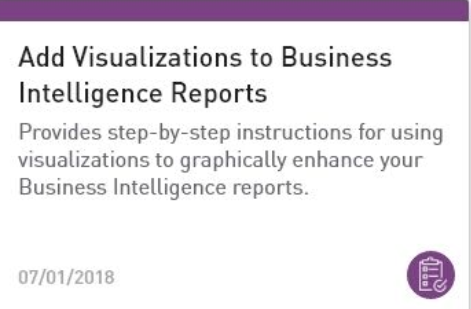 Add Visualizations to Business
Intelligence Reports
Provides step-by-step instructions for using
visualizations to graphically enhance your
Business Intelligence reports.
07/01/2018